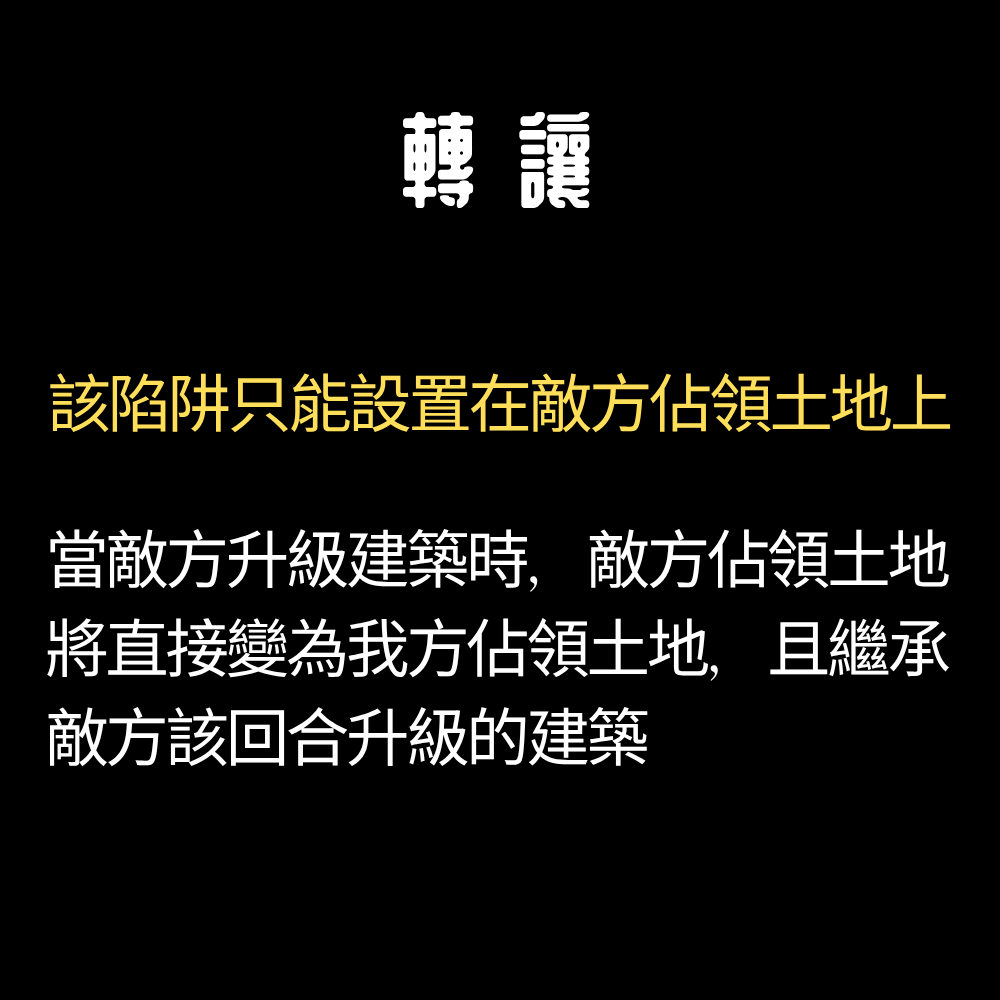 轉讓
該陷阱只能設置在敵方佔領土地上
當敵方升級建築時，敵方佔領土地
將直接變為我方佔領土地，且繼承
敵方該回合升級的建築